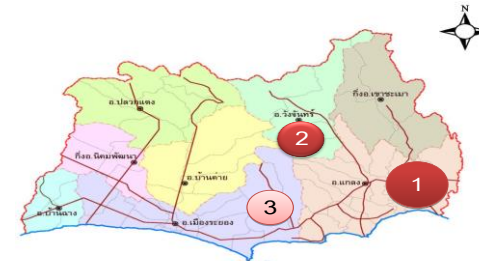 อ.ปลวกแดง
อ.วังจันทร์
กิ่งอ.เขาชะเมา
2
กิ่งอ.นิคมพัฒนา
อ.บ้านค่าย
อ.แกลง
1
3
อ.บ้านฉาง
อ.เมืองระยอง